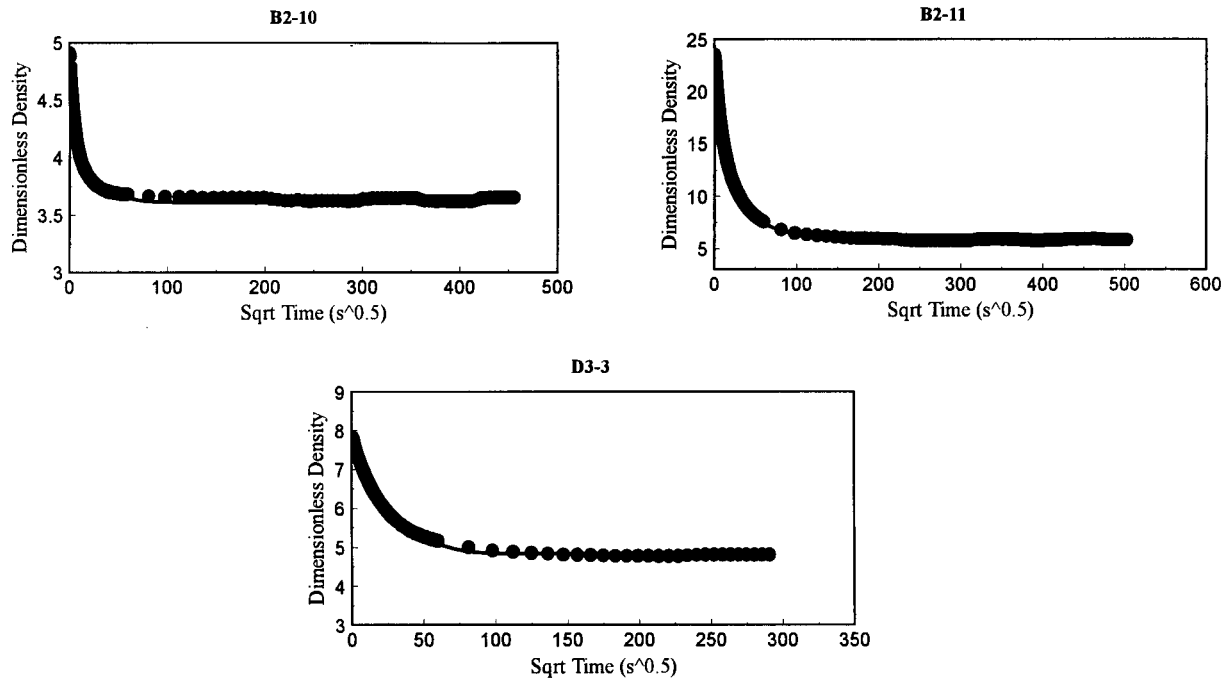 B2-10
5
4.5
4
3.5
3
Dimensionless Density
0 100 200 300 400 500
Sqrt Time (s^0.5)
B2-11
25
20
15
10
5
Dimensionless Density
0 100 200 300 400 500 600
Sqrt Time (s^0.5)
D3-3
9
8
7
6
5
4
3
Dimensionless Density
0 50 100 150 200 250 300 350
Sqrt Time (s^0.5)